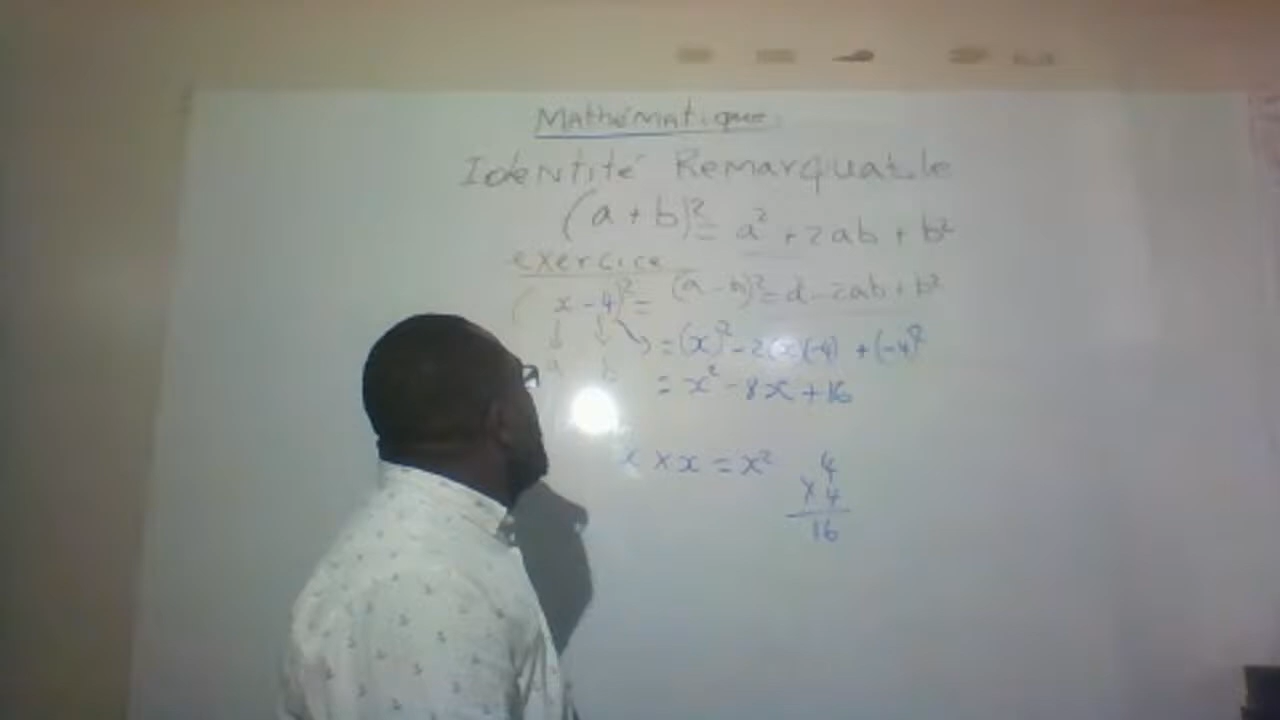 Mathématique
Identité Remarquable
(a + b)² = a² + 2ab + b²
exercice
(x - 4)² = (a - b)² = a² - 2ab + b²
= (x)² - 2(x)(-4) + (-4)²
a b
= x² - 8x + 16
x × x = x²
4
× 4
16